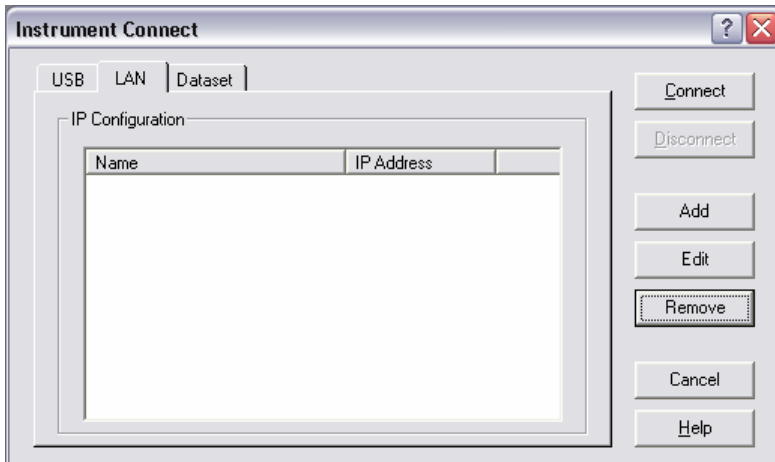 Instrument Connect
USB LAN Dataset
Connect
IP Configuration
Disconnect
Name IP Address
Add
Edit
Remove
Cancel
Help